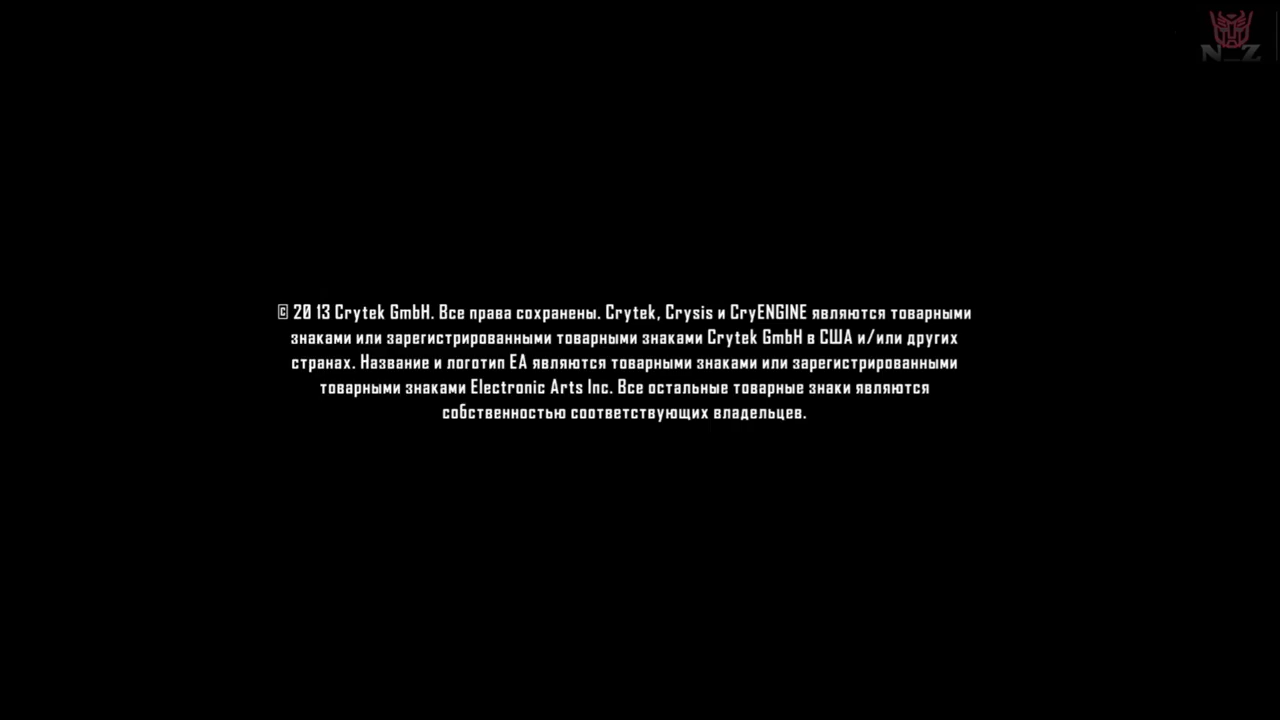 N_Z
© 20 13 Crytek GmbH. Все права сохранены. Crytek, Crysis и CryENGINE являются товарными
знаками или зарегистрированными товарными знаками Crytek GmbH в США и/или других
странах. Название и логотип EA являются товарными знаками или зарегистрированными
товарными знаками Electronic Arts Inc. Все остальные товарные знаки являются
собственностью соответствующих владельцев.